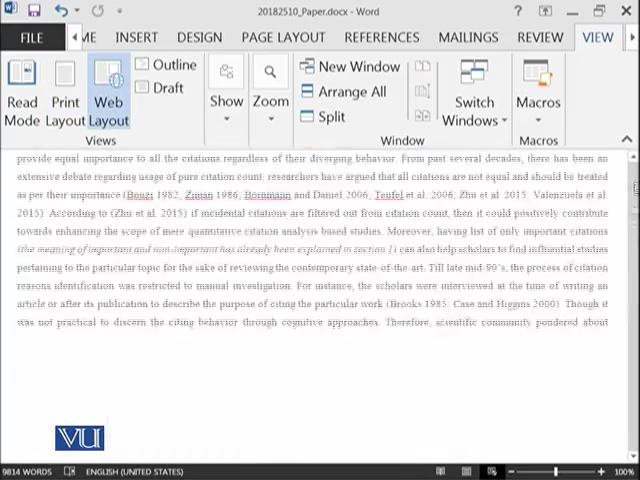 20182510_Paper.docx - Word
FILE ME INSERT DESIGN PAGE LAYOUT REFERENCES MAILINGS REVIEW VIEW
Read Mode
Print Layout
Web Layout
Outline
Draft
Views
Show
Zoom
New Window
Arrange All
Split
Switch Windows
Window
Macros
Macros
provide equal importance to all the citations regardless of their diverging behavior. From past several decades, there has been an
extensive debate regarding usage of pure citation count; researchers have argued that all citations are not equal and should be treated
as per their importance (Bonzi 1982, Ziman 1986, Bornmann and Daniel 2006, Teufel et al. 2006; Zhu et al. 2015; Valenzuela et al.
2015) According to (Zhu et al. 2015) if incidental citations are filtered out from citation count, then it could positively contribute
towards enhancing the scope of mere quantitative citation analysis based studies. Moreover, having list of only important citations
(the meaning of important and non-important has already been explained in section 1) can also help scholars to find influential studies
pertaining to the particular topic for the sake of reviewing the contemporary state-of-the-art. Till late mid-90's, the process of citation
reasons identification was restricted to manual investigation. For instance, the scholars were interviewed at the time of writing an
article or after its publication to describe the purpose of citing the particular work (Brooks 1985; Case and Higgins 2000). Though it
was not practical to discern the citing behavior through cognitive approaches. Therefore, scientific community pondered about
VU
9814 WORDS ENGLISH (UNITED STATES) 100%